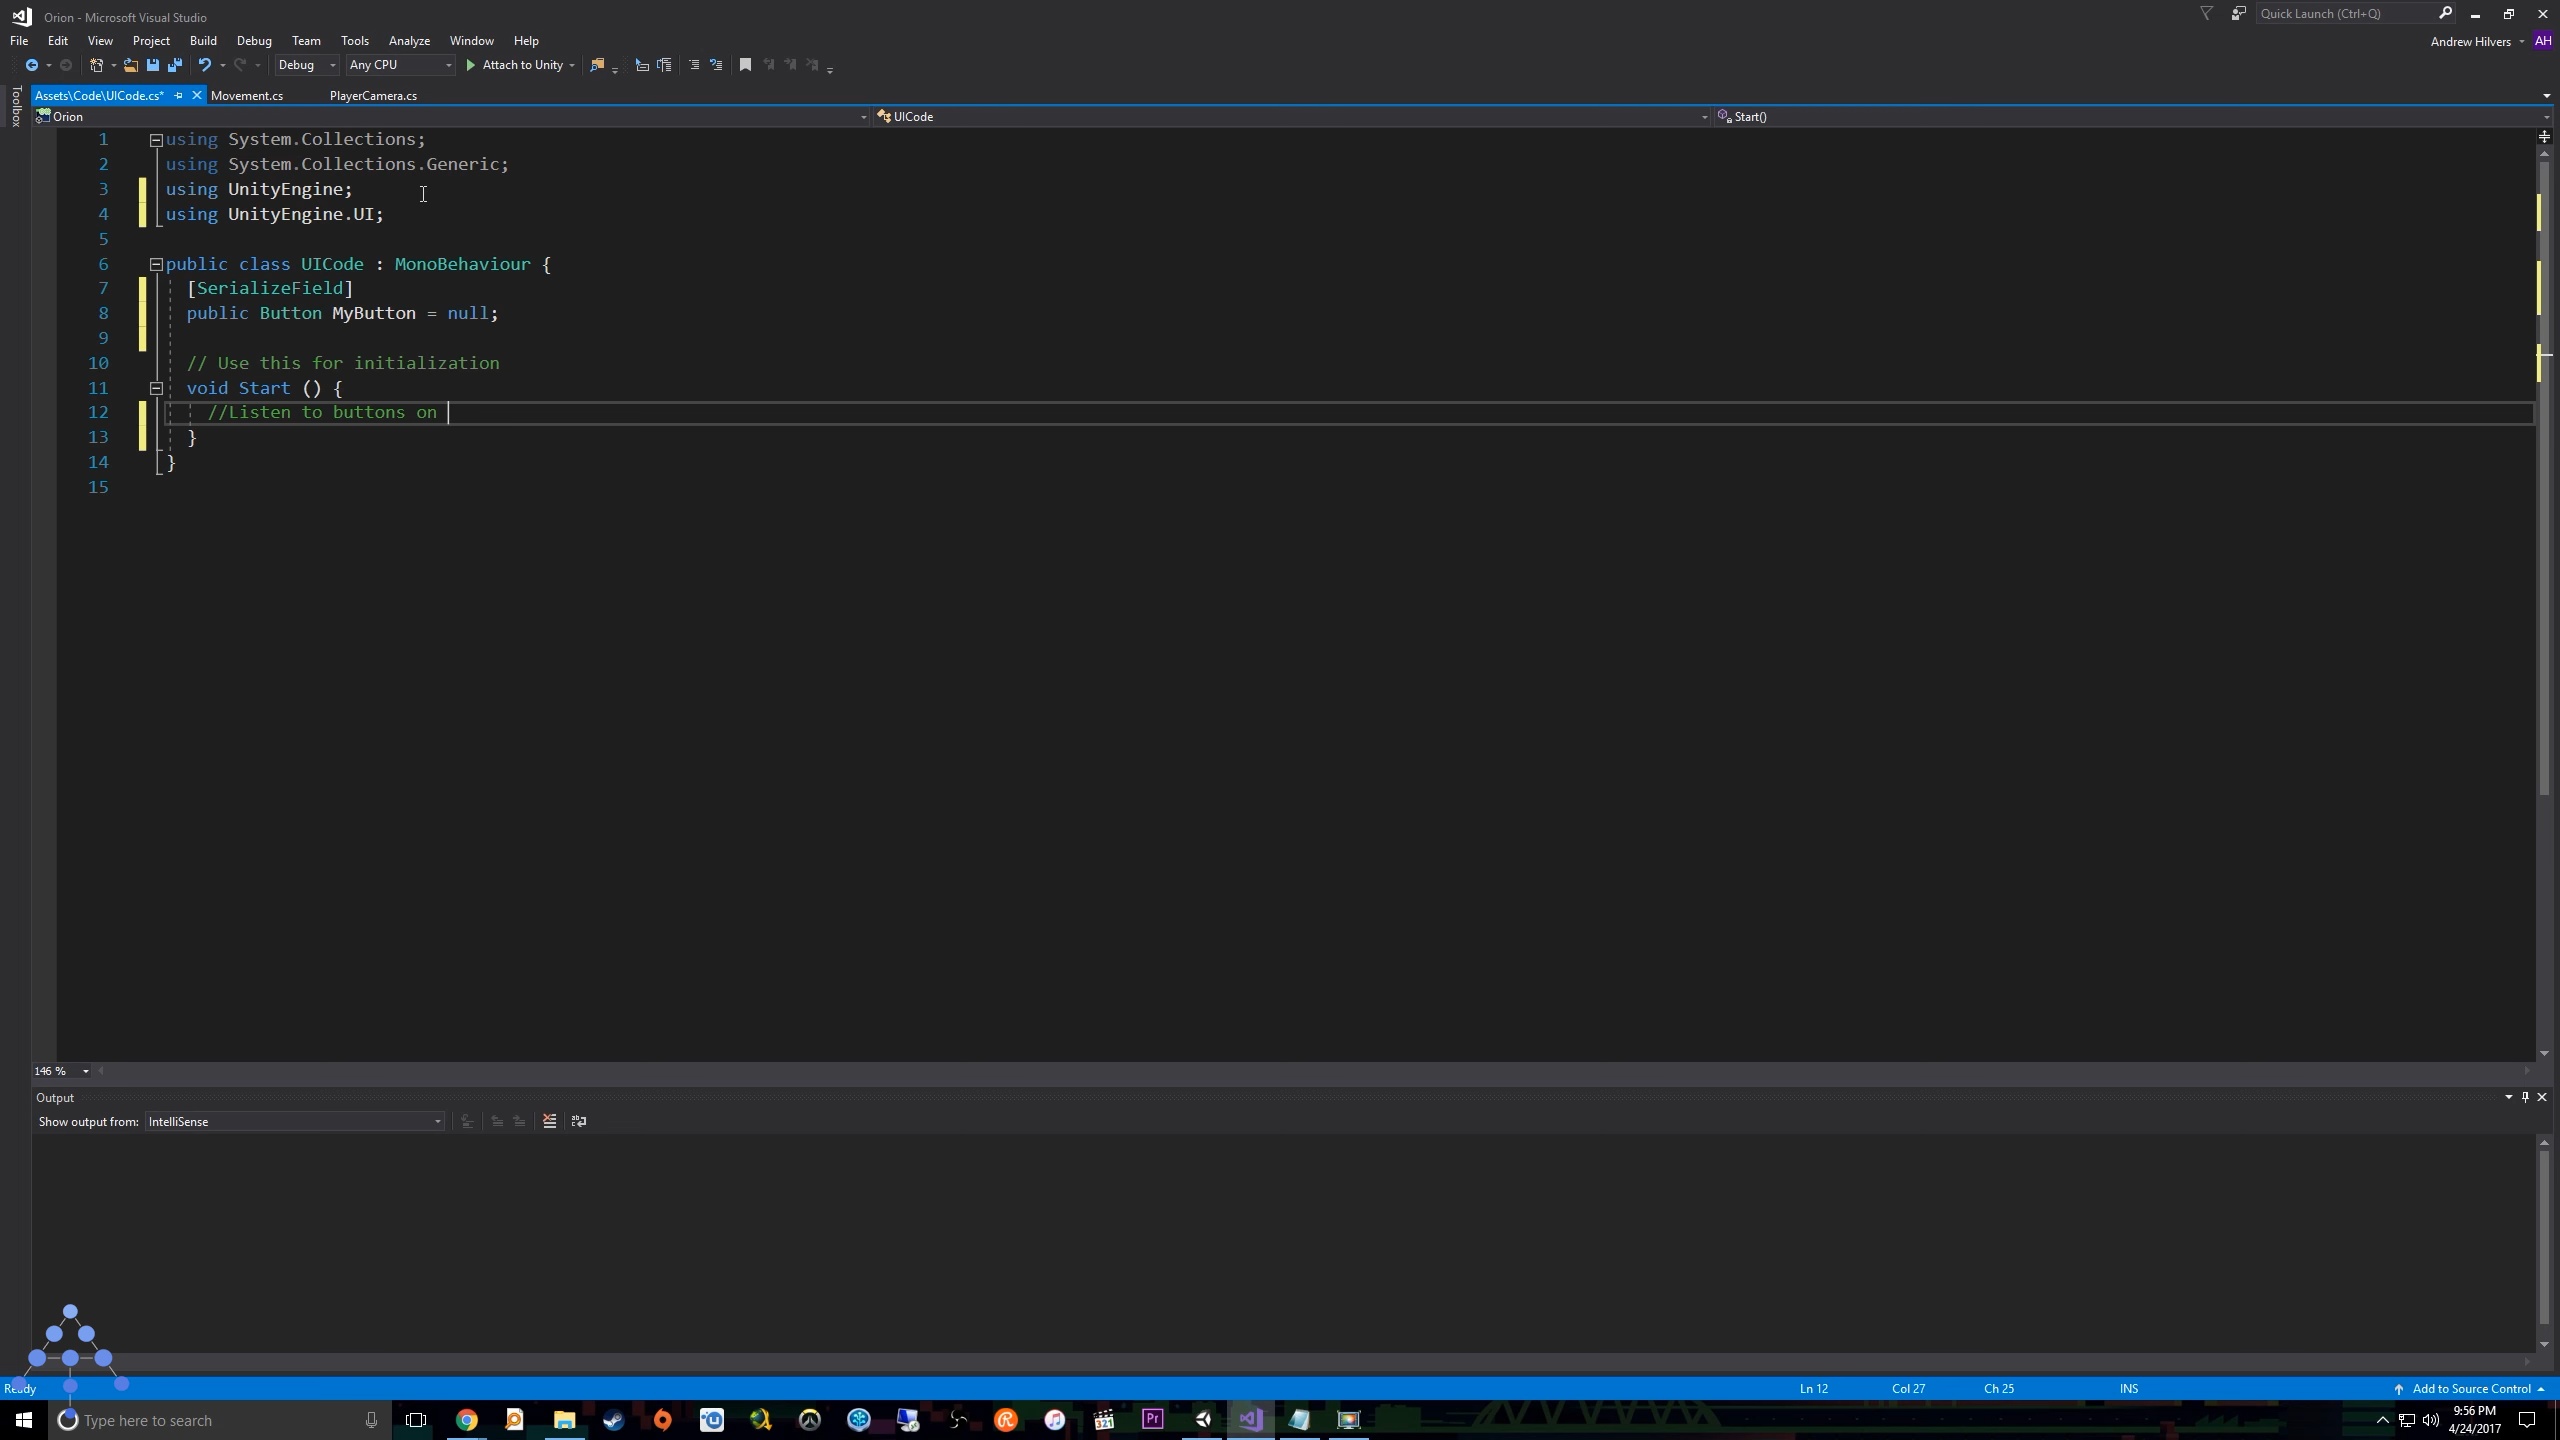 Orion - Microsoft Visual Studio
Quick Launch (Ctrl+Q)
File Edit View Project Build Debug Team Tools Analyze Window Help
Andrew Hilvers AH
Debug Any CPU Attach to Unity
Toolbox
Assets\Code\UICode.cs* Movement.cs PlayerCamera.cs
Orion UICode Start()
1 using System.Collections;
2 using System.Collections.Generic;
3 using UnityEngine;
4 using UnityEngine.UI;
5
6 public class UICode : MonoBehaviour {
7 [SerializeField]
8 public Button MyButton = null;
9
10 // Use this for initialization
11 void Start () {
12 //Listen to buttons on
13 }
14 }
15
146 %
Output
Show output from: IntelliSense
Ready Ln 12 Col 27 Ch 25 INS Add to Source Control
Type here to search
321
Pr
9:56 PM
4/24/2017